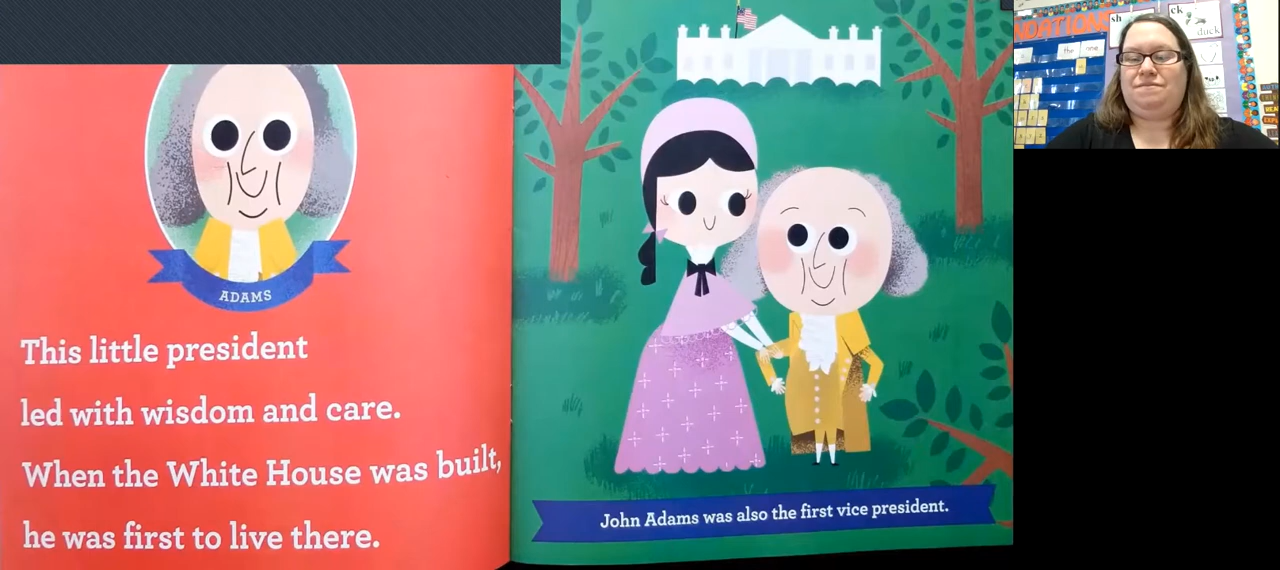 ADAMS
This little president
led with wisdom and care.
When the White House was built,
he was first to live there.
John Adams was also the first vice president.
sh
ck
duck
the
one